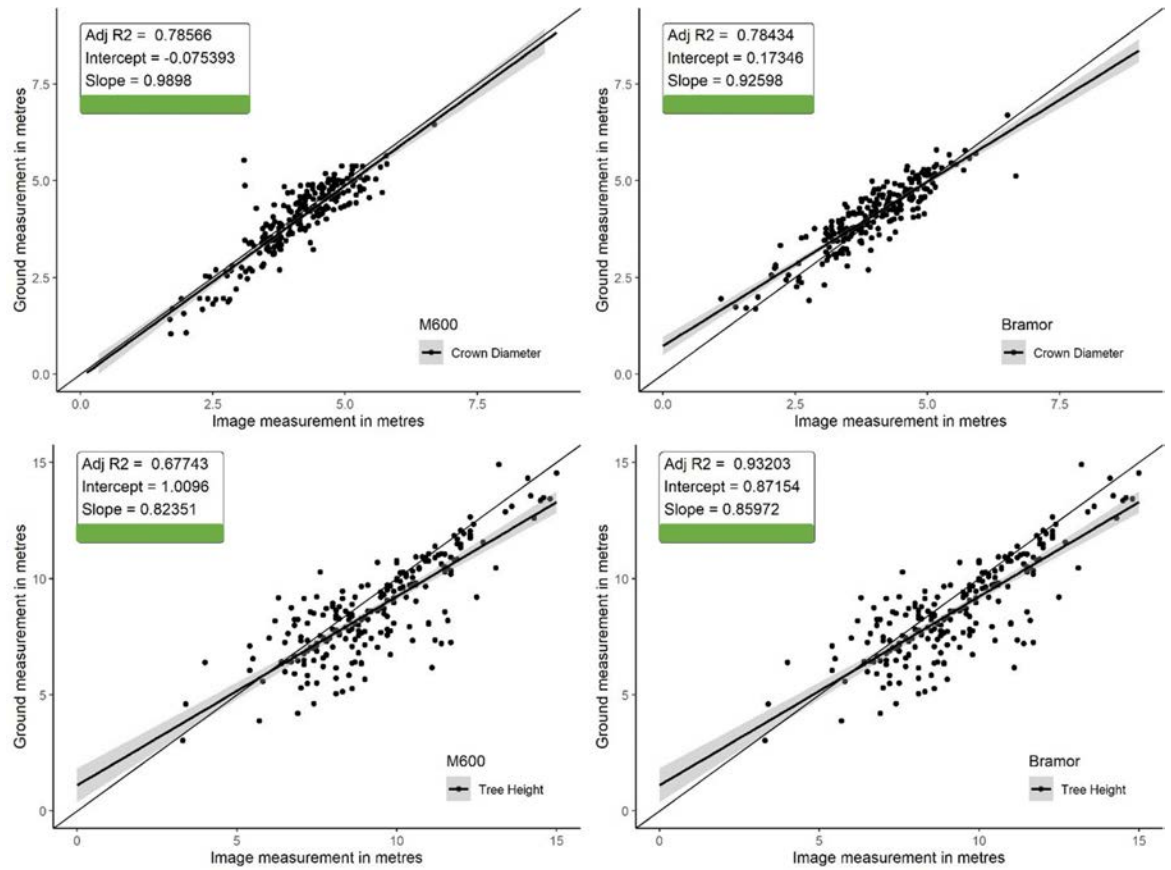 Adj R2 = 0.78566
Intercept = -0.075393
Slope = 0.9898
Ground measurement in metres
7.5
5.0
2.5
0.0
M600
Crown Diameter
0.0 2.5 5.0 7.5
Image measurement in metres
Adj R2 = 0.78434
Intercept = 0.17346
Slope = 0.92598
Ground measurement in metres
7.5
5.0
2.5
0.0
Bramor
Crown Diameter
0.0 2.5 5.0 7.5
Image measurement in metres
Adj R2 = 0.67743
Intercept = 1.0096
Slope = 0.82351
Ground measurement in metres
15
10
5
0
M600
Tree Height
0 5 10 15
Image measurement in metres
Adj R2 = 0.93203
Intercept = 0.87154
Slope = 0.85972
Ground measurement in metres
15
10
5
0
Bramor
Tree Height
0 5 10 15
Image measurement in metres